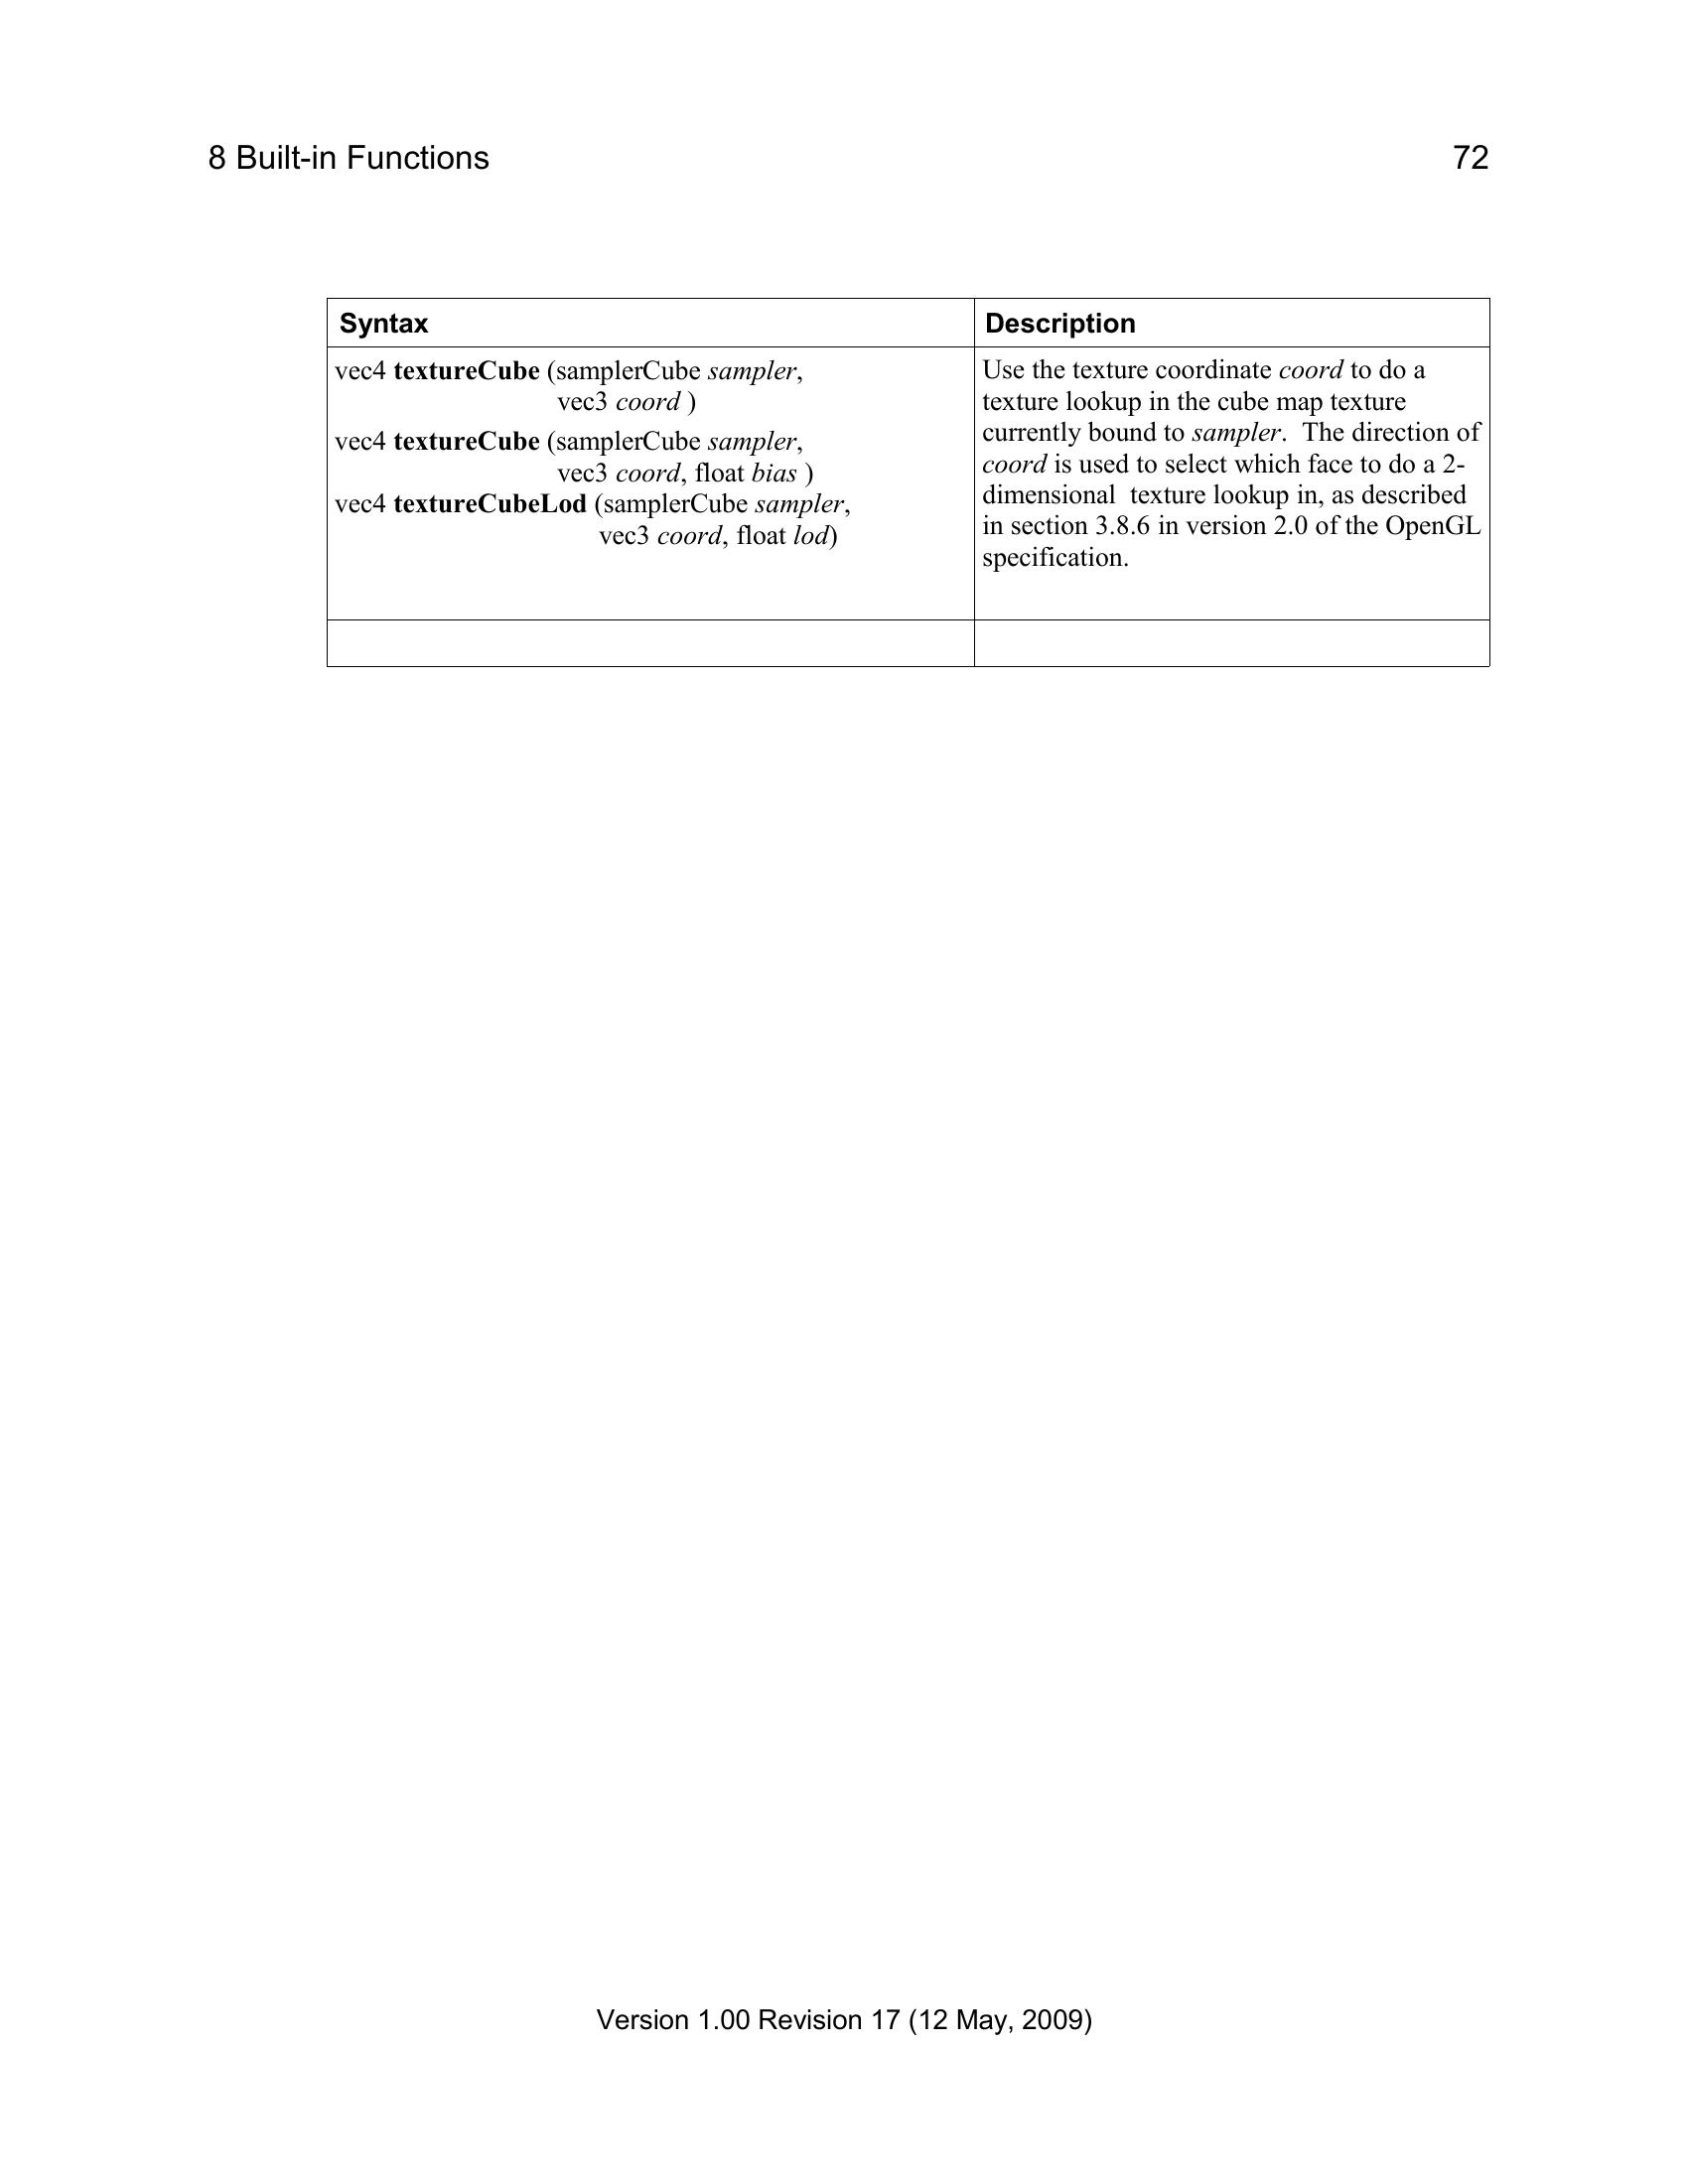 8 Built-in Functions 72
Syntax Description
vec4 textureCube (samplerCube sampler,
vec3 coord )
vec4 textureCube (samplerCube sampler,
vec3 coord, float bias )
vec4 textureCubeLod (samplerCube sampler,
vec3 coord, float lod)
Use the texture coordinate coord to do a
texture lookup in the cube map texture
currently bound to sampler.  The direction of
coord is used to select which face to do a 2-
dimensional  texture lookup in, as described
in section 3.8.6 in version 2.0 of the OpenGL
specification.
Version 1.00 Revision 17 (12 May, 2009)